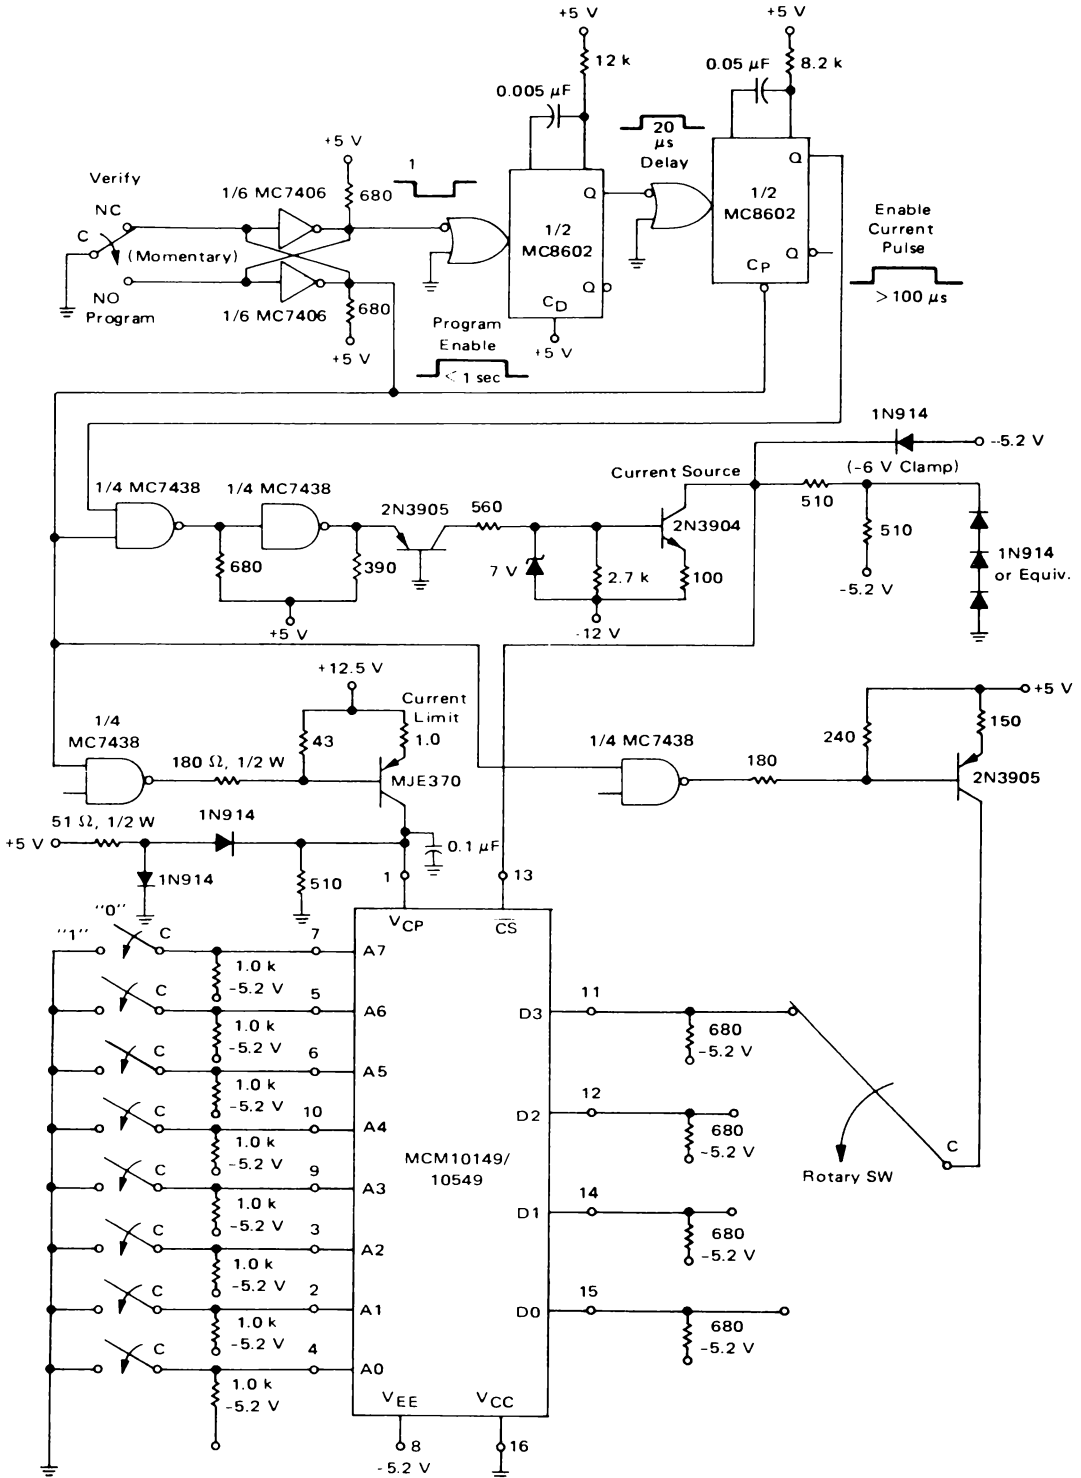 +5 V
+5 V
12 k
8.2 k
0.005 µF
0.05 µF
20
µs
Delay
Verify
+5 V
1
1/6 MC7406
680
NC
C
(Momentary)
NO
Program
1/6 MC7406
680
+5 V
Q
1/2
MC8602
Q
CD
+5 V
Q
1/2
MC8602
Q
CP
Enable
Current
Pulse
> 100 µs
Program
Enable
< 1 sec
1N914
--5.2 V
(-6 V Clamp)
1/4 MC7438
1/4 MC7438
Current Source
2N3905
560
2N3904
510
510
1N914
or Equiv.
-5.2 V
680
390
7 V
2.7 k
100
+5 V
-12 V
+12.5 V
Current
Limit
1.0
43
1/4
MC7438
180 Ω, 1/2 W
MJE370
1/4 MC7438
180
240
+5 V
150
2N3905
51 Ω, 1/2 W
1N914
+5 V
1N914
510
0.1 µF
1
13
VCP
CS
"0"
"1"
C
7
A7
1.0 k
-5.2 V
C
5
A6
1.0 k
-5.2 V
C
6
A5
1.0 k
-5.2 V
C
10
A4
1.0 k
-5.2 V
C
9
A3
1.0 k
-5.2 V
C
3
A2
1.0 k
-5.2 V
C
2
A1
1.0 k
-5.2 V
C
4
A0
1.0 k
-5.2 V
MCM10149/
10549
D3
11
680
-5.2 V
D2
12
680
-5.2 V
D1
14
680
-5.2 V
D0
15
680
-5.2 V
C
Rotary SW
VEE
VCC
8
-5.2 V
16